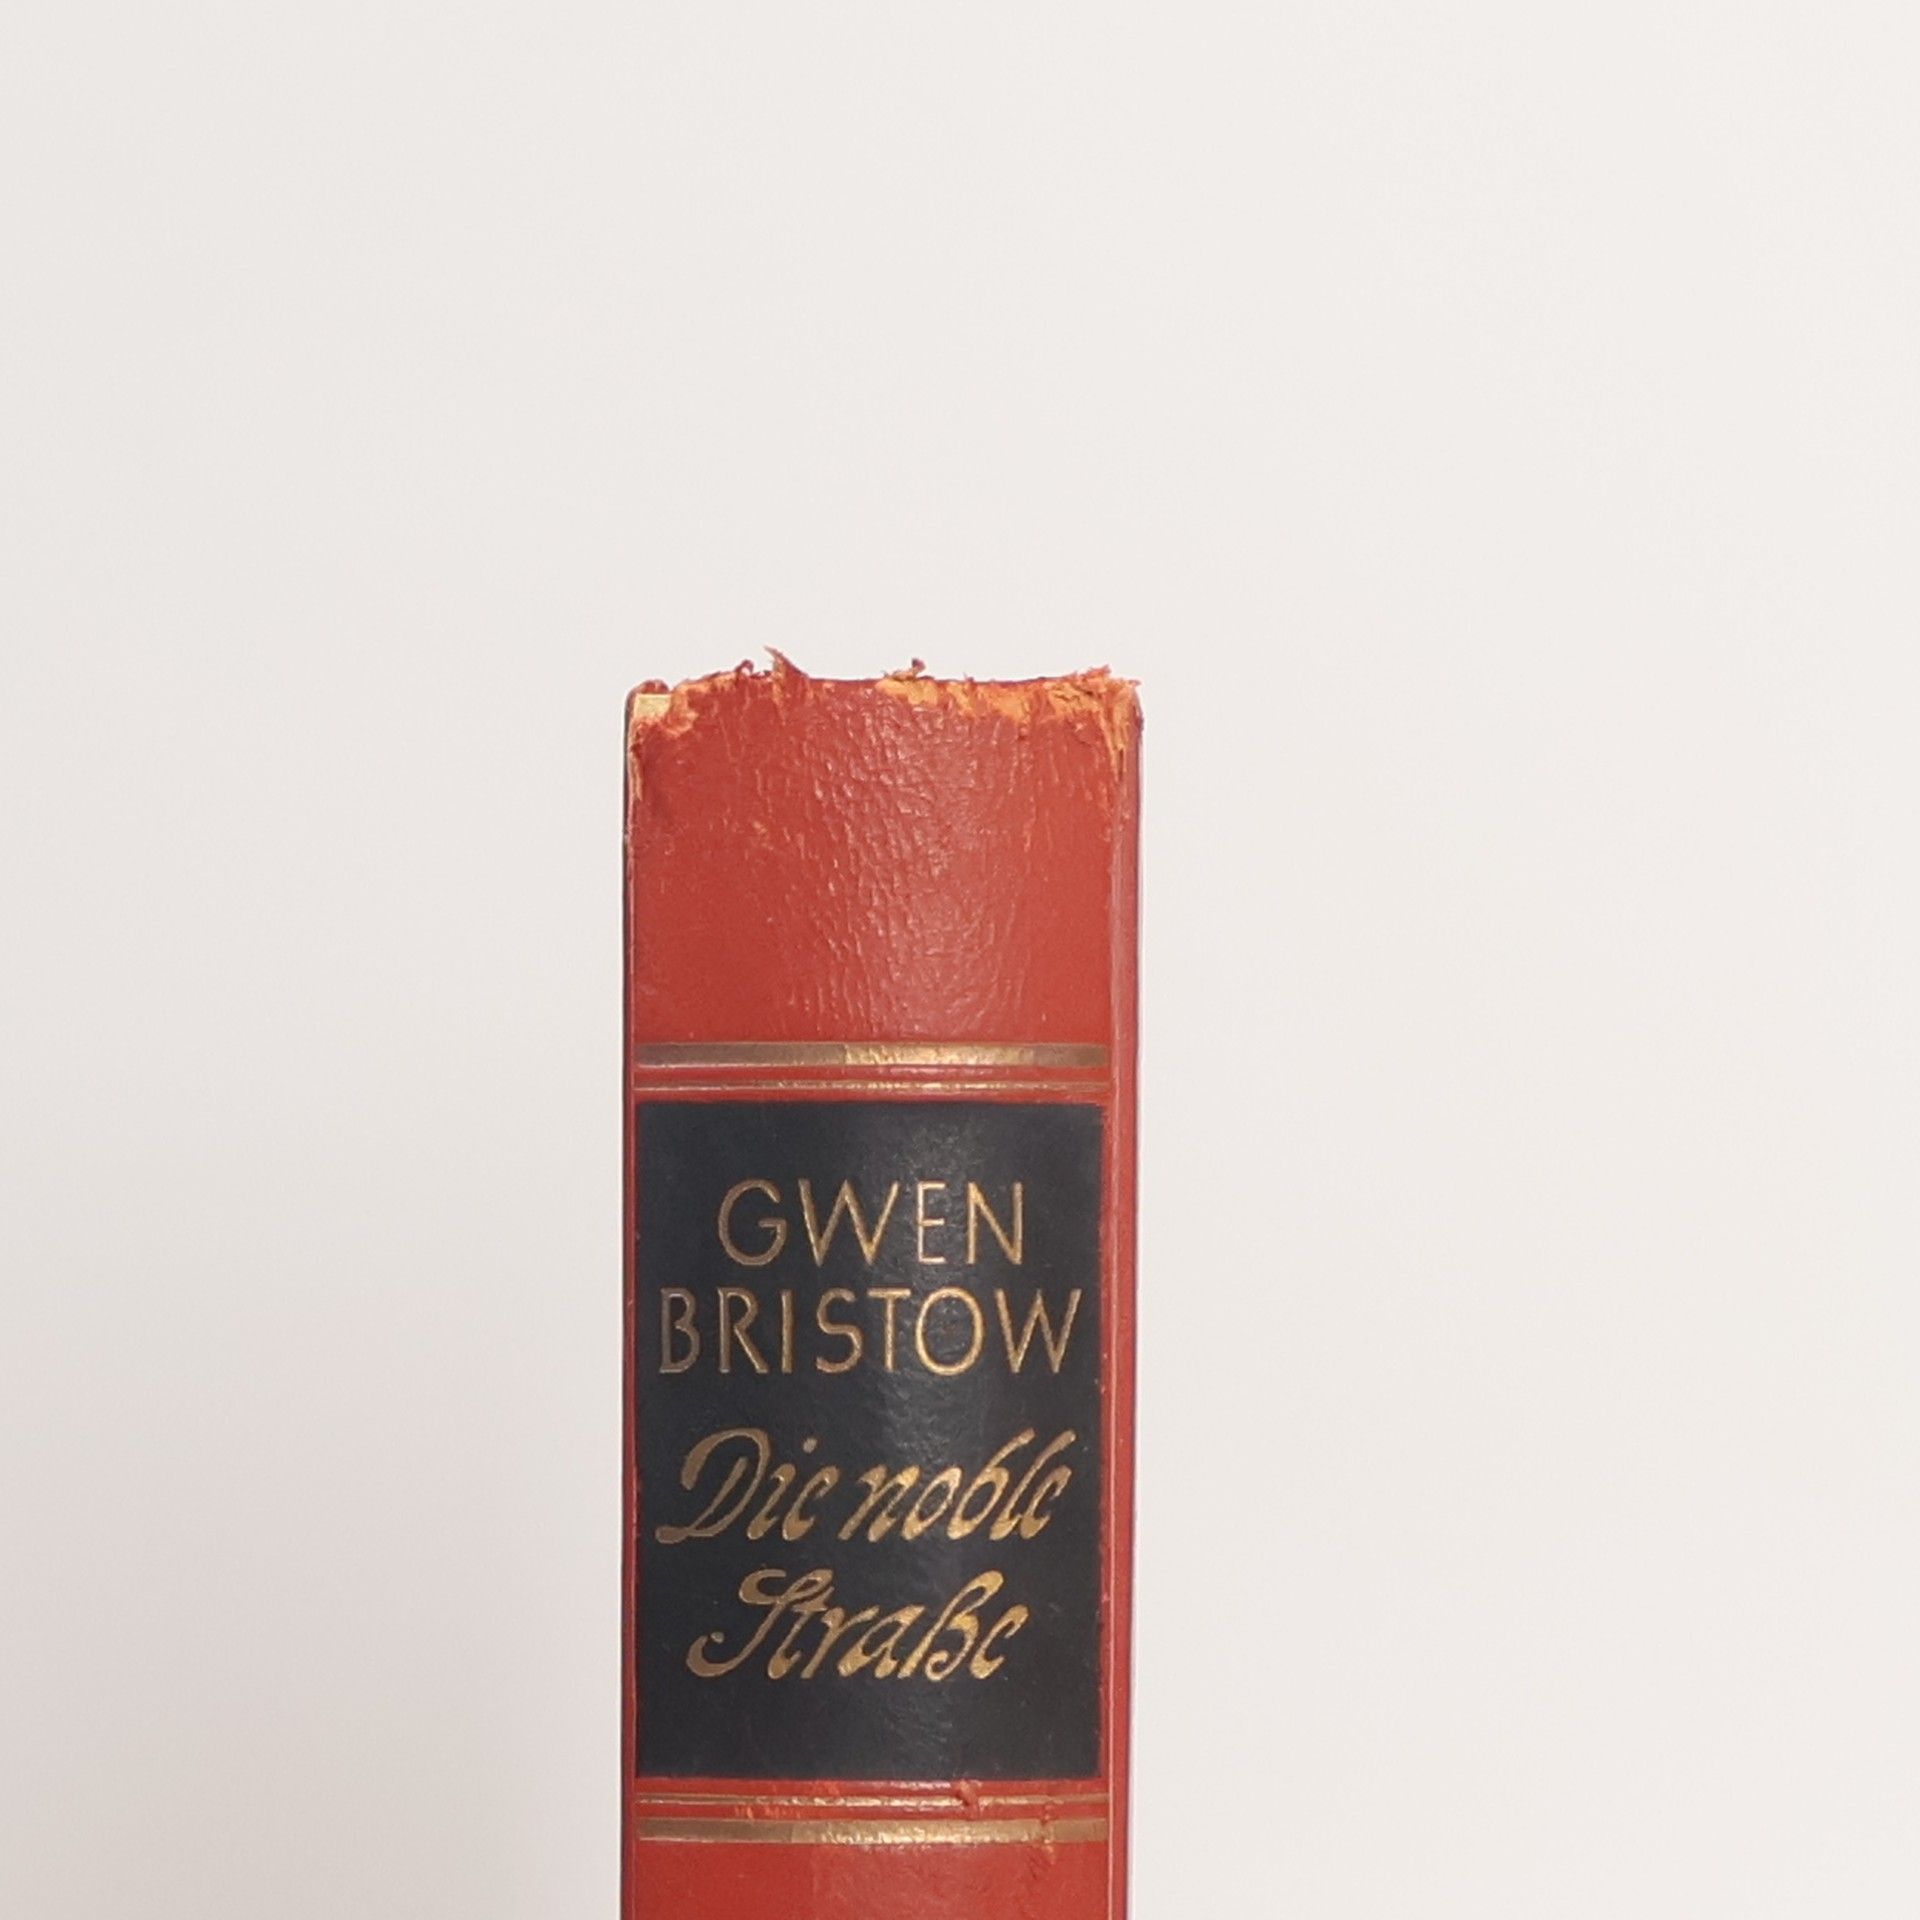 GWEN
BRISTOW
Die noble
Straße